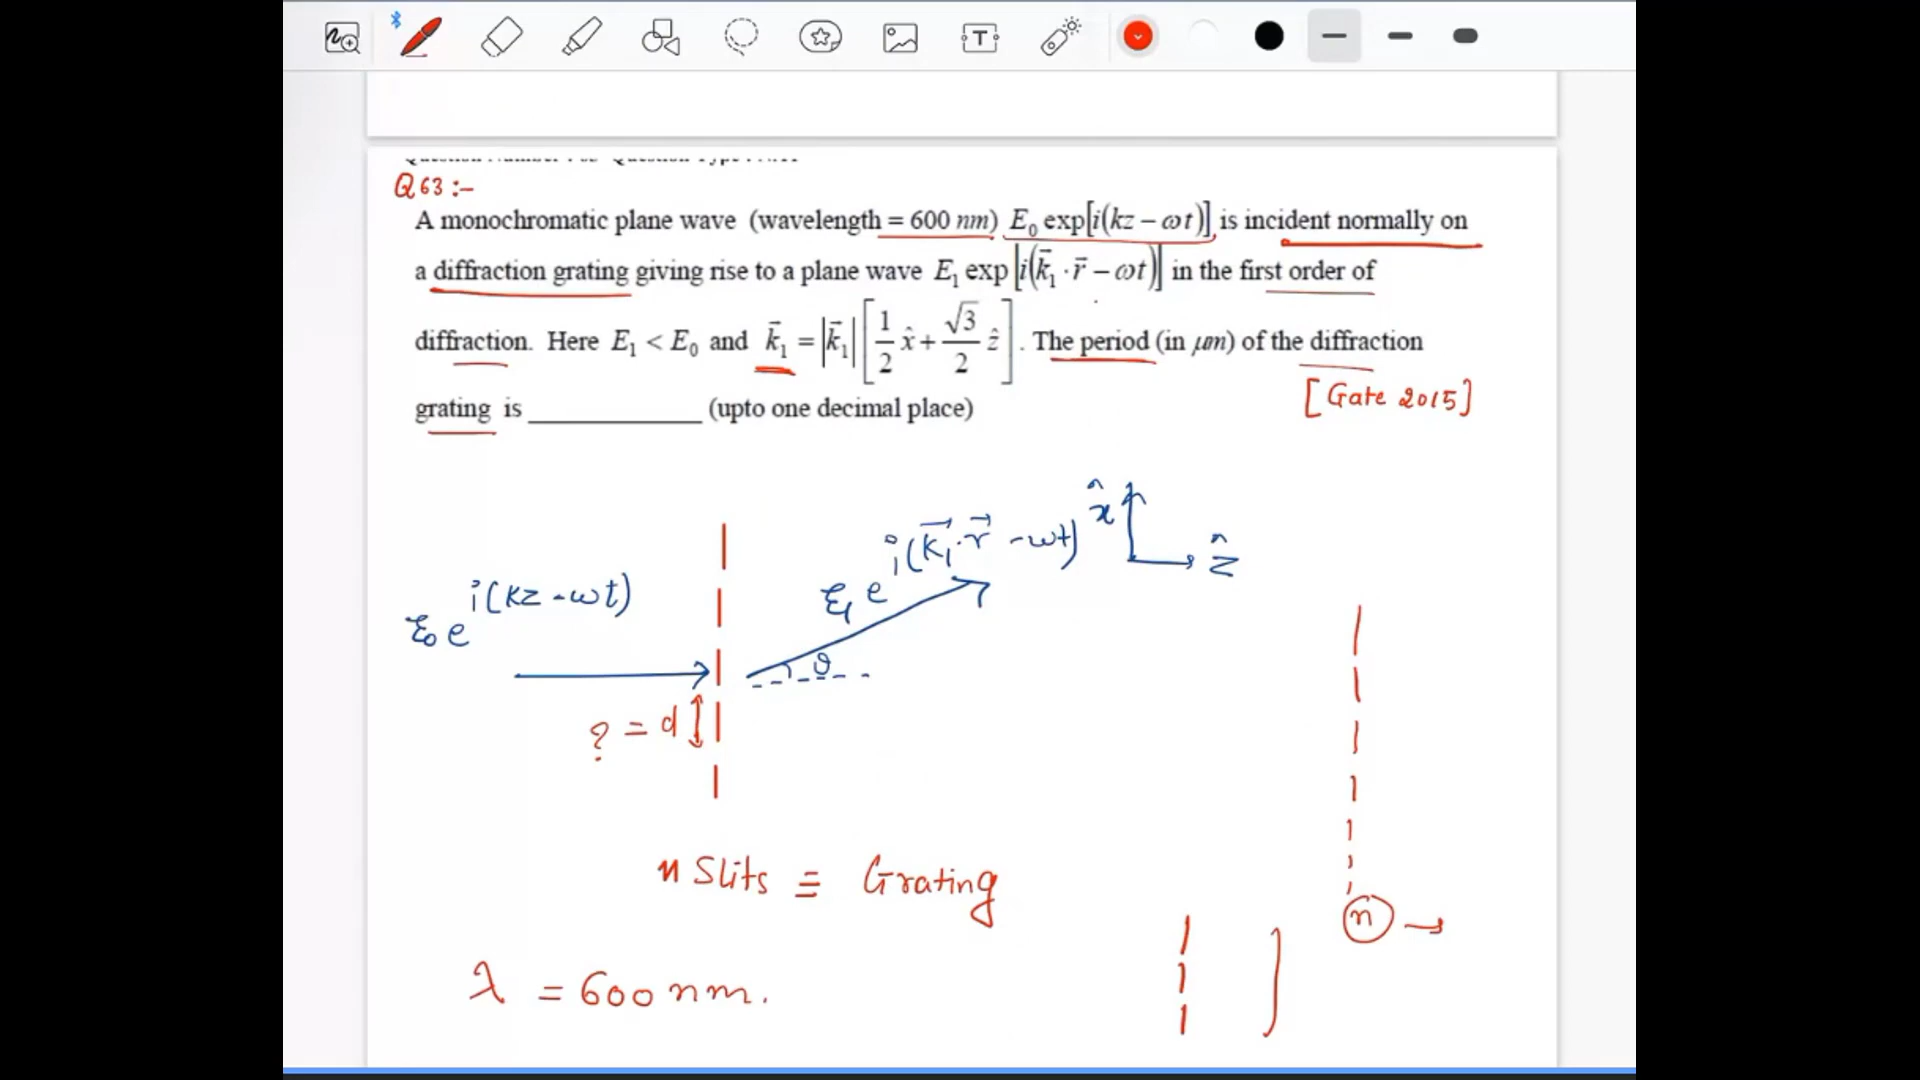 Q63:-
A monochromatic plane wave (wavelength = 600 nm) E₀ exp[i(kz − ωt)] is incident normally on
a diffraction grating giving rise to a plane wave E₁ exp[i(k⃗₁ · r⃗ − ωt)] in the first order of
diffraction. Here E₁ < E₀ and k⃗₁ = |k⃗₁| [1/2 x̂ + √3/2 ẑ]. The period (in μm) of the diffraction
[Gate 2015]
grating is ____________ (upto one decimal place)
x̂
ẑ
E₁ e^i(k⃗₁·r⃗ -ωt)
E₀ e^i(kz-ωt)
θ
? = d
n Slits ≡ Grating
n →
λ = 600 nm.
T